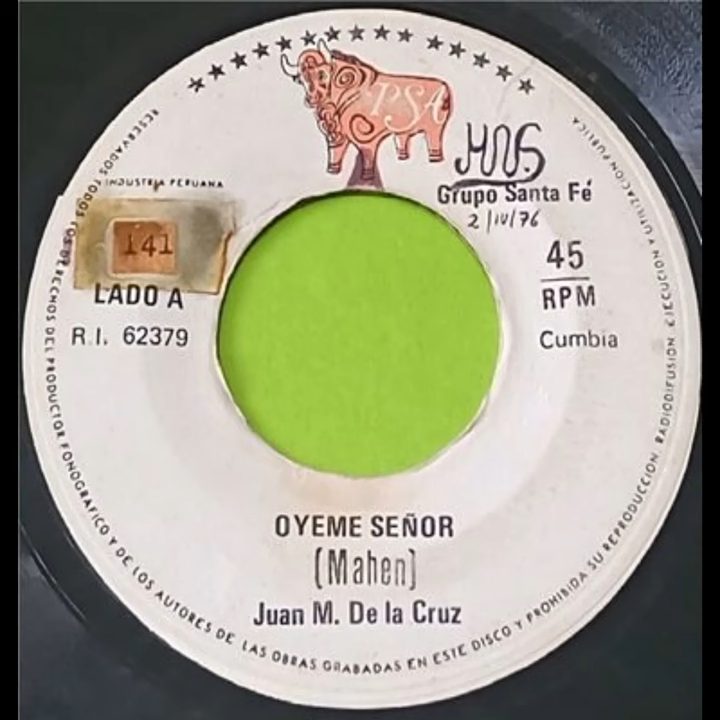 ★★★★★★★★★★★★★★★★
PSA
INDUSTRIA PERUANA
Grupo Santa Fé
2/IV/76
141
LADO A
R.I. 62379
45
RPM
Cumbia
OYEME SEÑOR
(Mahen)
Juan M. De la Cruz
RESERVADOS TODOS LOS DERECHOS DEL PRODUCTOR FONOGRAFICO Y DE LOS AUTORES DE LAS OBRAS GRABADAS EN ESTE DISCO Y PROHIBIDA SU REPRODUCCION, RADIODIFUSION, EJECUCION Y UTILIZACION PUBLICA